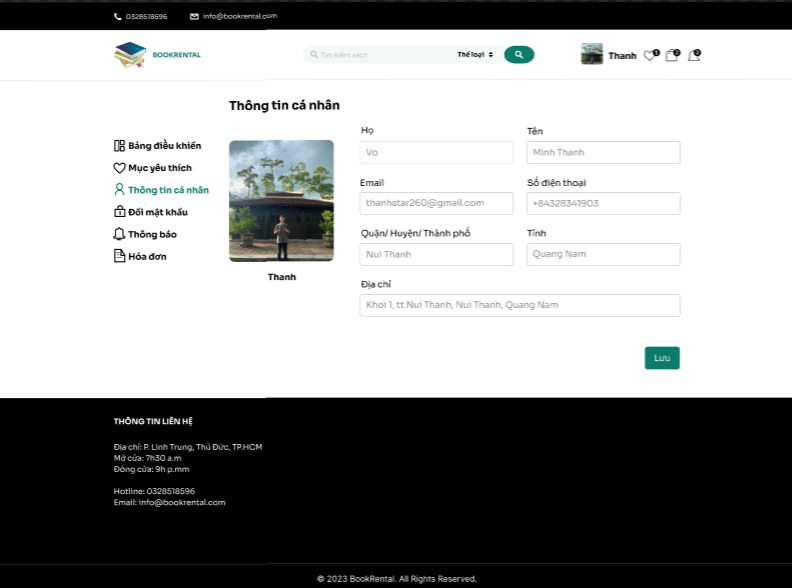 0328518596 info@bookrental.com
BOOKRENTAL Tìm kiếm sách Thể loại Thanh 1 2 2
Thông tin cá nhân
Bảng điều khiển
Mục yêu thích
Thông tin cá nhân
Đổi mật khẩu
Thông báo
Hóa đơn
Thanh
Họ Tên
Vo Minh Thanh
Email Số điện thoại
thanhstar260@gmail.com +84328341903
Quận/ Huyện/ Thành phố Tỉnh
Nui Thanh Quang Nam
Địa chỉ
Khoi 1, tt Nui Thanh, Nui Thanh, Quang Nam
Lưu
THÔNG TIN LIÊN HỆ
Địa chỉ: P. Linh Trung, Thủ Đức, TP.HCM
Mở cửa: 7h30 a.m
Đóng cửa: 9h p.mm
Hotline: 0328518596
Email: info@bookrental.com
© 2023 BookRental. All Rights Reserved.